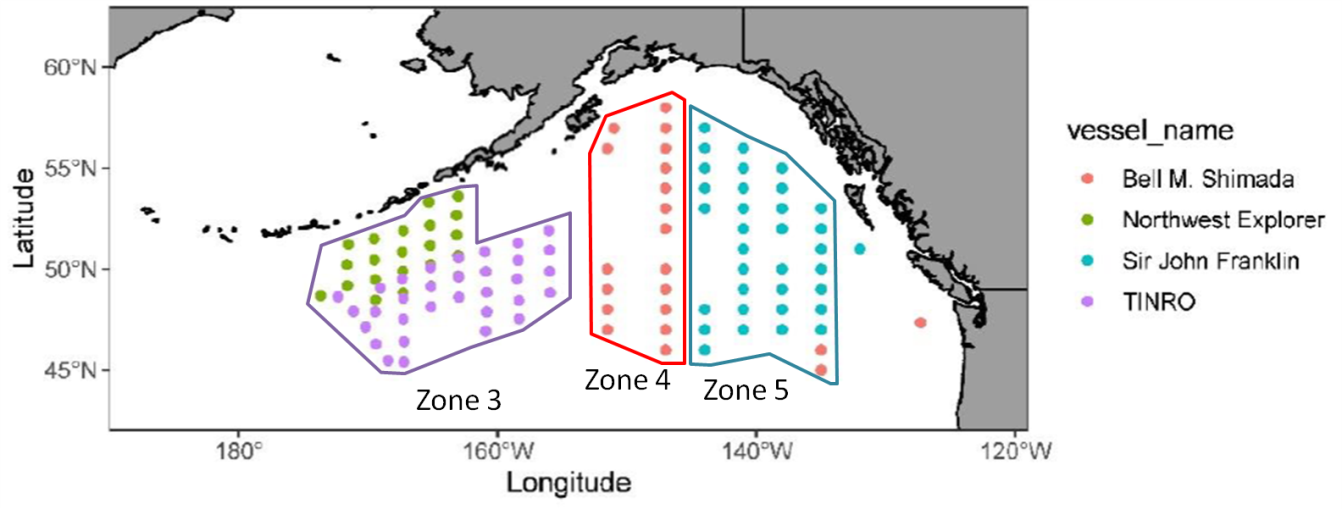 60°N
55°N
50°N
45°N
Latitude
Zone 3
Zone 4
Zone 5
180°
160°W
140°W
120°W
Longitude
vessel_name
Bell M. Shimada
Northwest Explorer
Sir John Franklin
TINRO